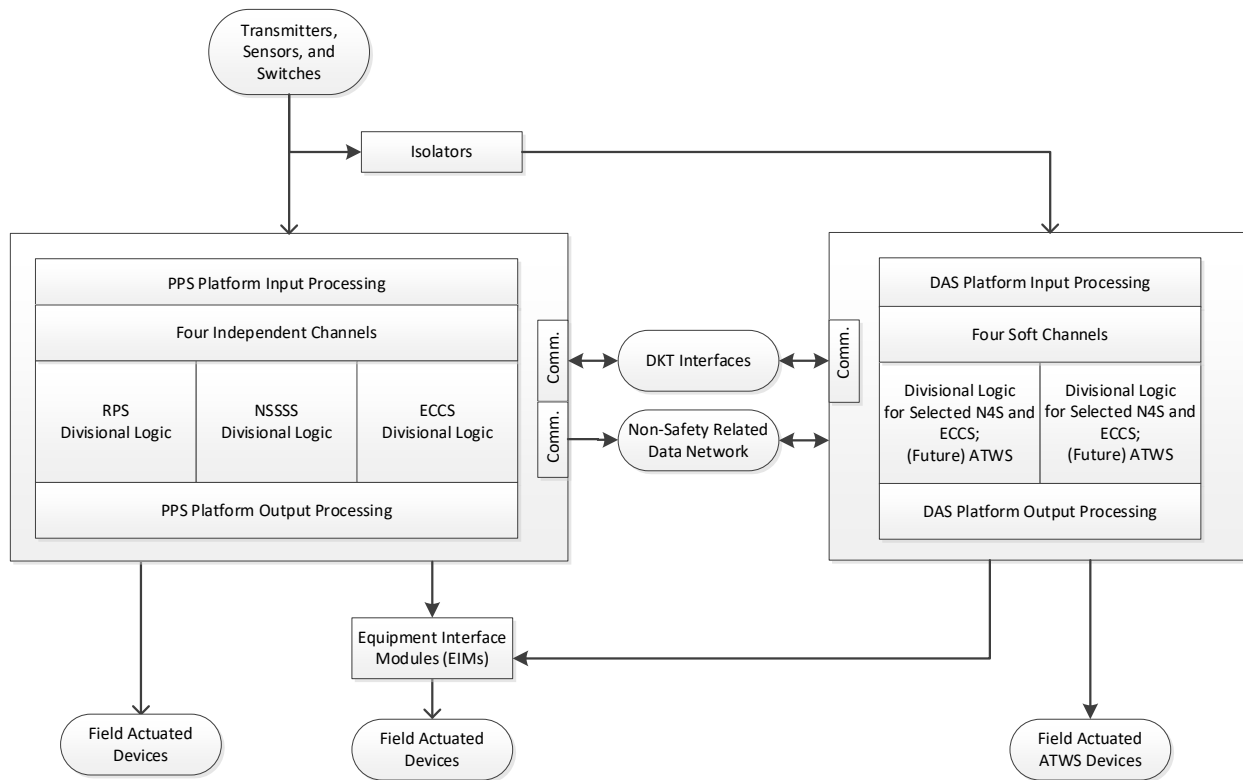 Transmitters,
Sensors, and
Switches
Isolators
PPS Platform Input Processing
Four Independent Channels
RPS
Divisional Logic
NSSSS
Divisional Logic
ECCS
Divisional Logic
PPS Platform Output Processing
Comm.
Comm.
DKT Interfaces
Non-Safety Related
Data Network
Comm.
DAS Platform Input Processing
Four Soft Channels
Divisional Logic
for Selected N4S and
ECCS;
(Future) ATWS
Divisional Logic
for Selected N4S and
ECCS;
(Future) ATWS
DAS Platform Output Processing
Equipment Interface
Modules (EIMs)
Field Actuated
Devices
Field Actuated
Devices
Field Actuated
ATWS Devices